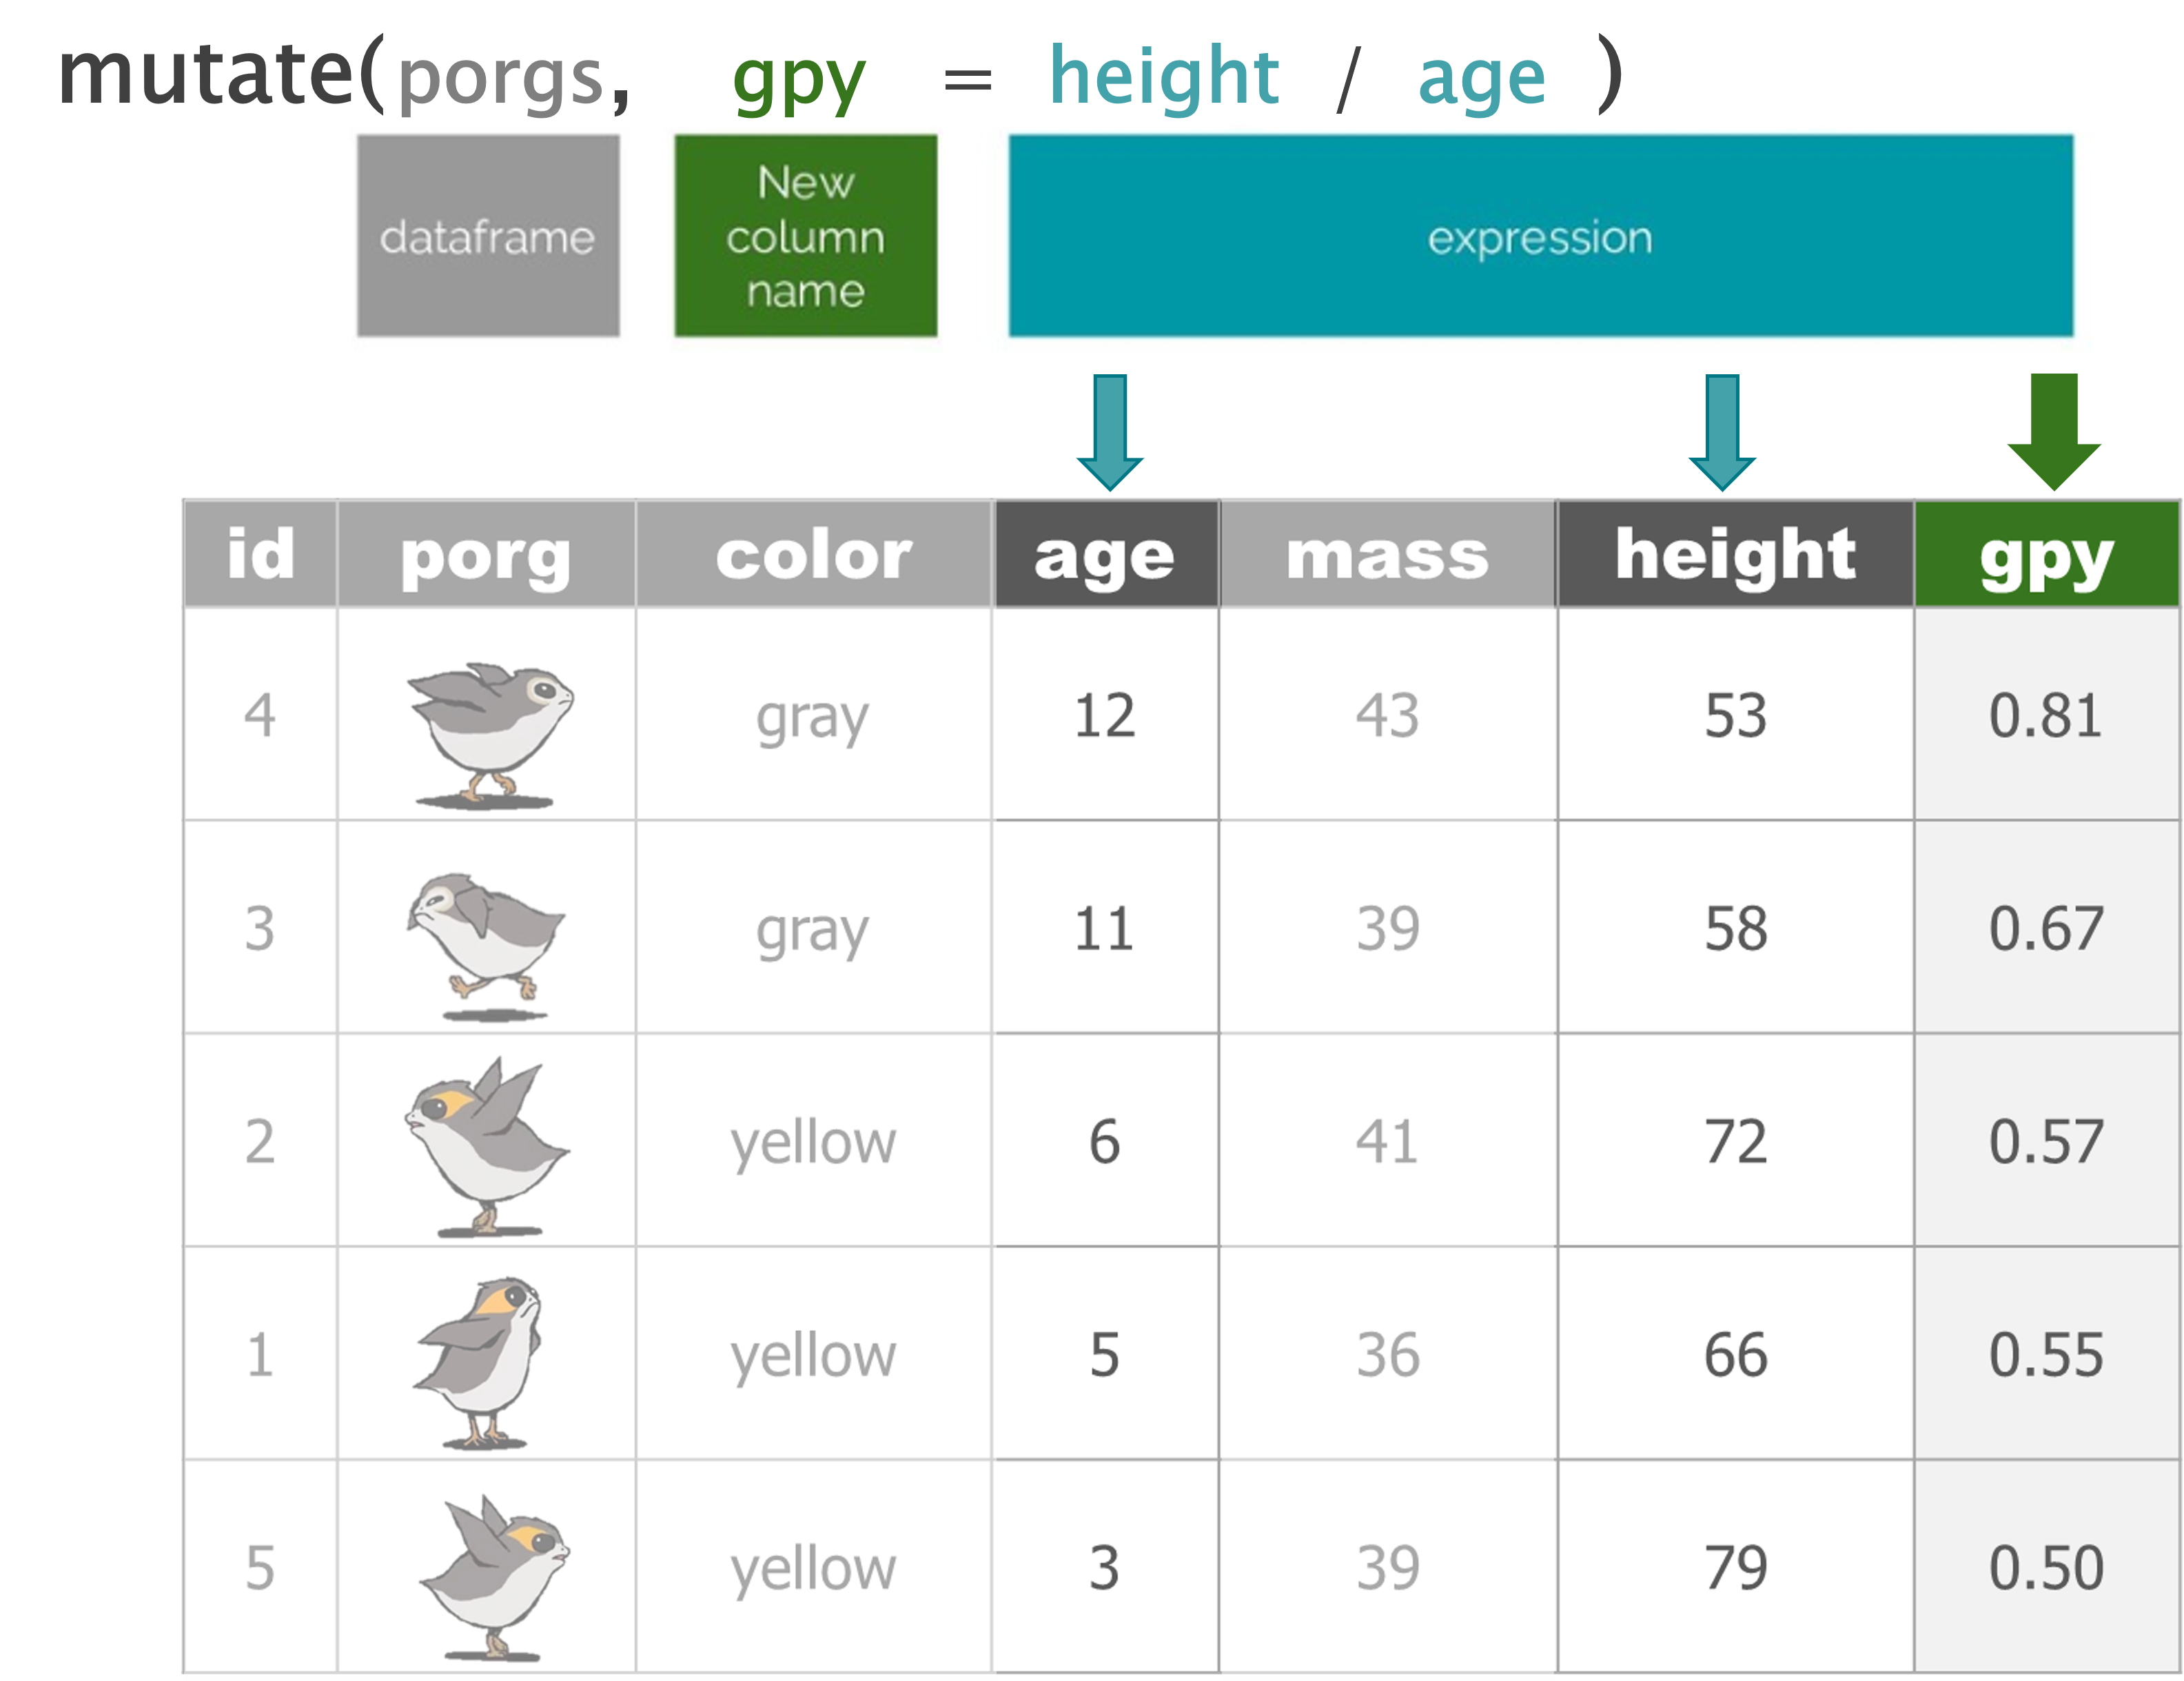 mutate(porgs, gpy = height / age )
dataframe
New
column
name
expression
id porg color age mass height gpy
4 gray 12 43 53 0.81
3 gray 11 39 58 0.67
2 yellow 6 41 72 0.57
1 yellow 5 36 66 0.55
5 yellow 3 39 79 0.50